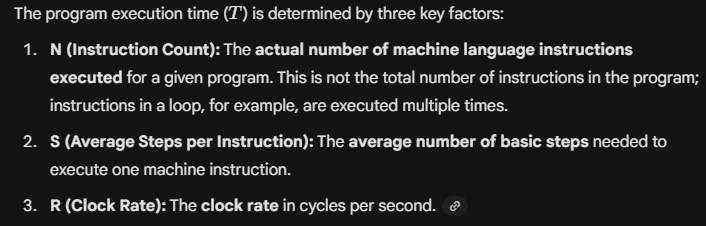 The program execution time (T) is determined by three key factors:
1. N (Instruction Count): The actual number of machine language instructions
executed for a given program. This is not the total number of instructions in the program;
instructions in a loop, for example, are executed multiple times.
2. S (Average Steps per Instruction): The average number of basic steps needed to
execute one machine instruction.
3. R (Clock Rate): The clock rate in cycles per second.